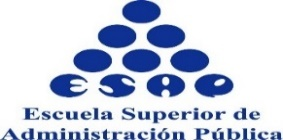 ESAP
Escuela Superior de
Administración Pública